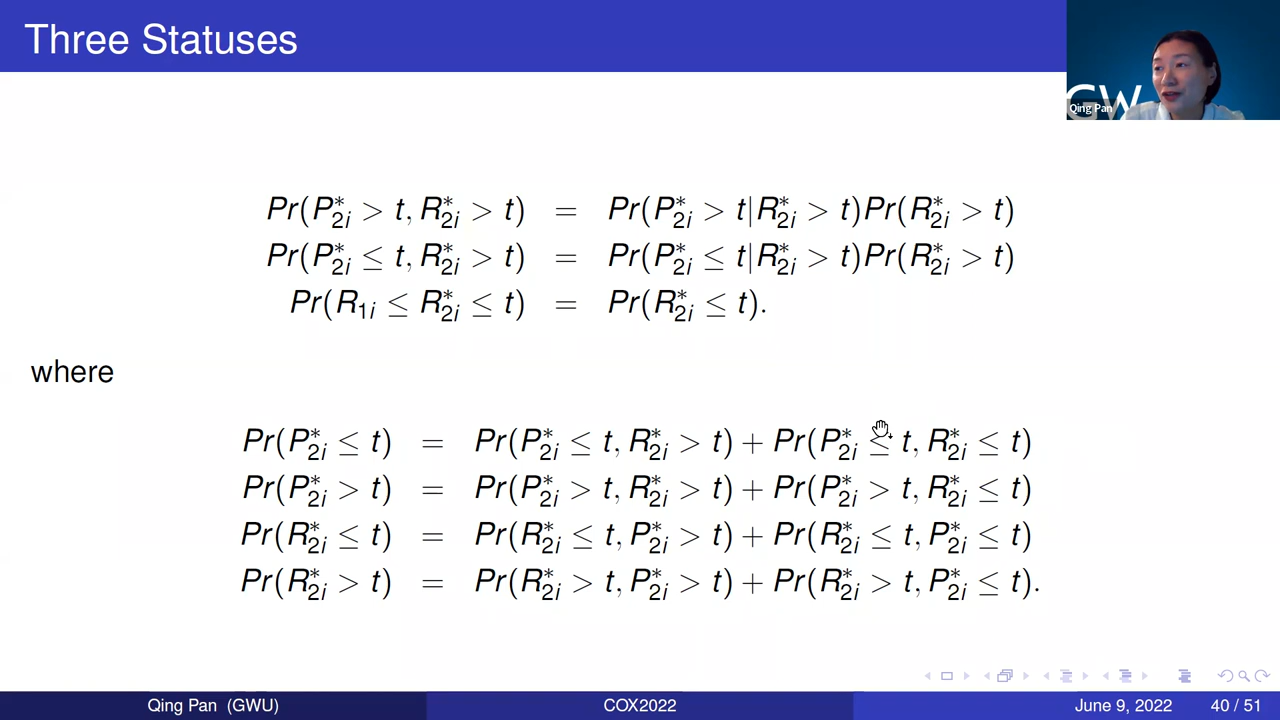 Three Statuses
GW
Qing Pan
Pr(P*2i > t, R*2i > t) = Pr(P*2i > t|R*2i > t)Pr(R*2i > t)
Pr(P*2i ≤ t, R*2i > t) = Pr(P*2i ≤ t|R*2i > t)Pr(R*2i > t)
Pr(R1i ≤ R*2i ≤ t) = Pr(R*2i ≤ t).
where
Pr(P*2i ≤ t) = Pr(P*2i ≤ t, R*2i > t) + Pr(P*2i ≤ t, R*2i ≤ t)
Pr(P*2i > t) = Pr(P*2i > t, R*2i > t) + Pr(P*2i > t, R*2i ≤ t)
Pr(R*2i ≤ t) = Pr(R*2i ≤ t, P*2i > t) + Pr(R*2i ≤ t, P*2i ≤ t)
Pr(R*2i > t) = Pr(R*2i > t, P*2i > t) + Pr(R*2i > t, P*2i ≤ t).
Qing Pan (GWU) COX2022 June 9, 2022 40 / 51